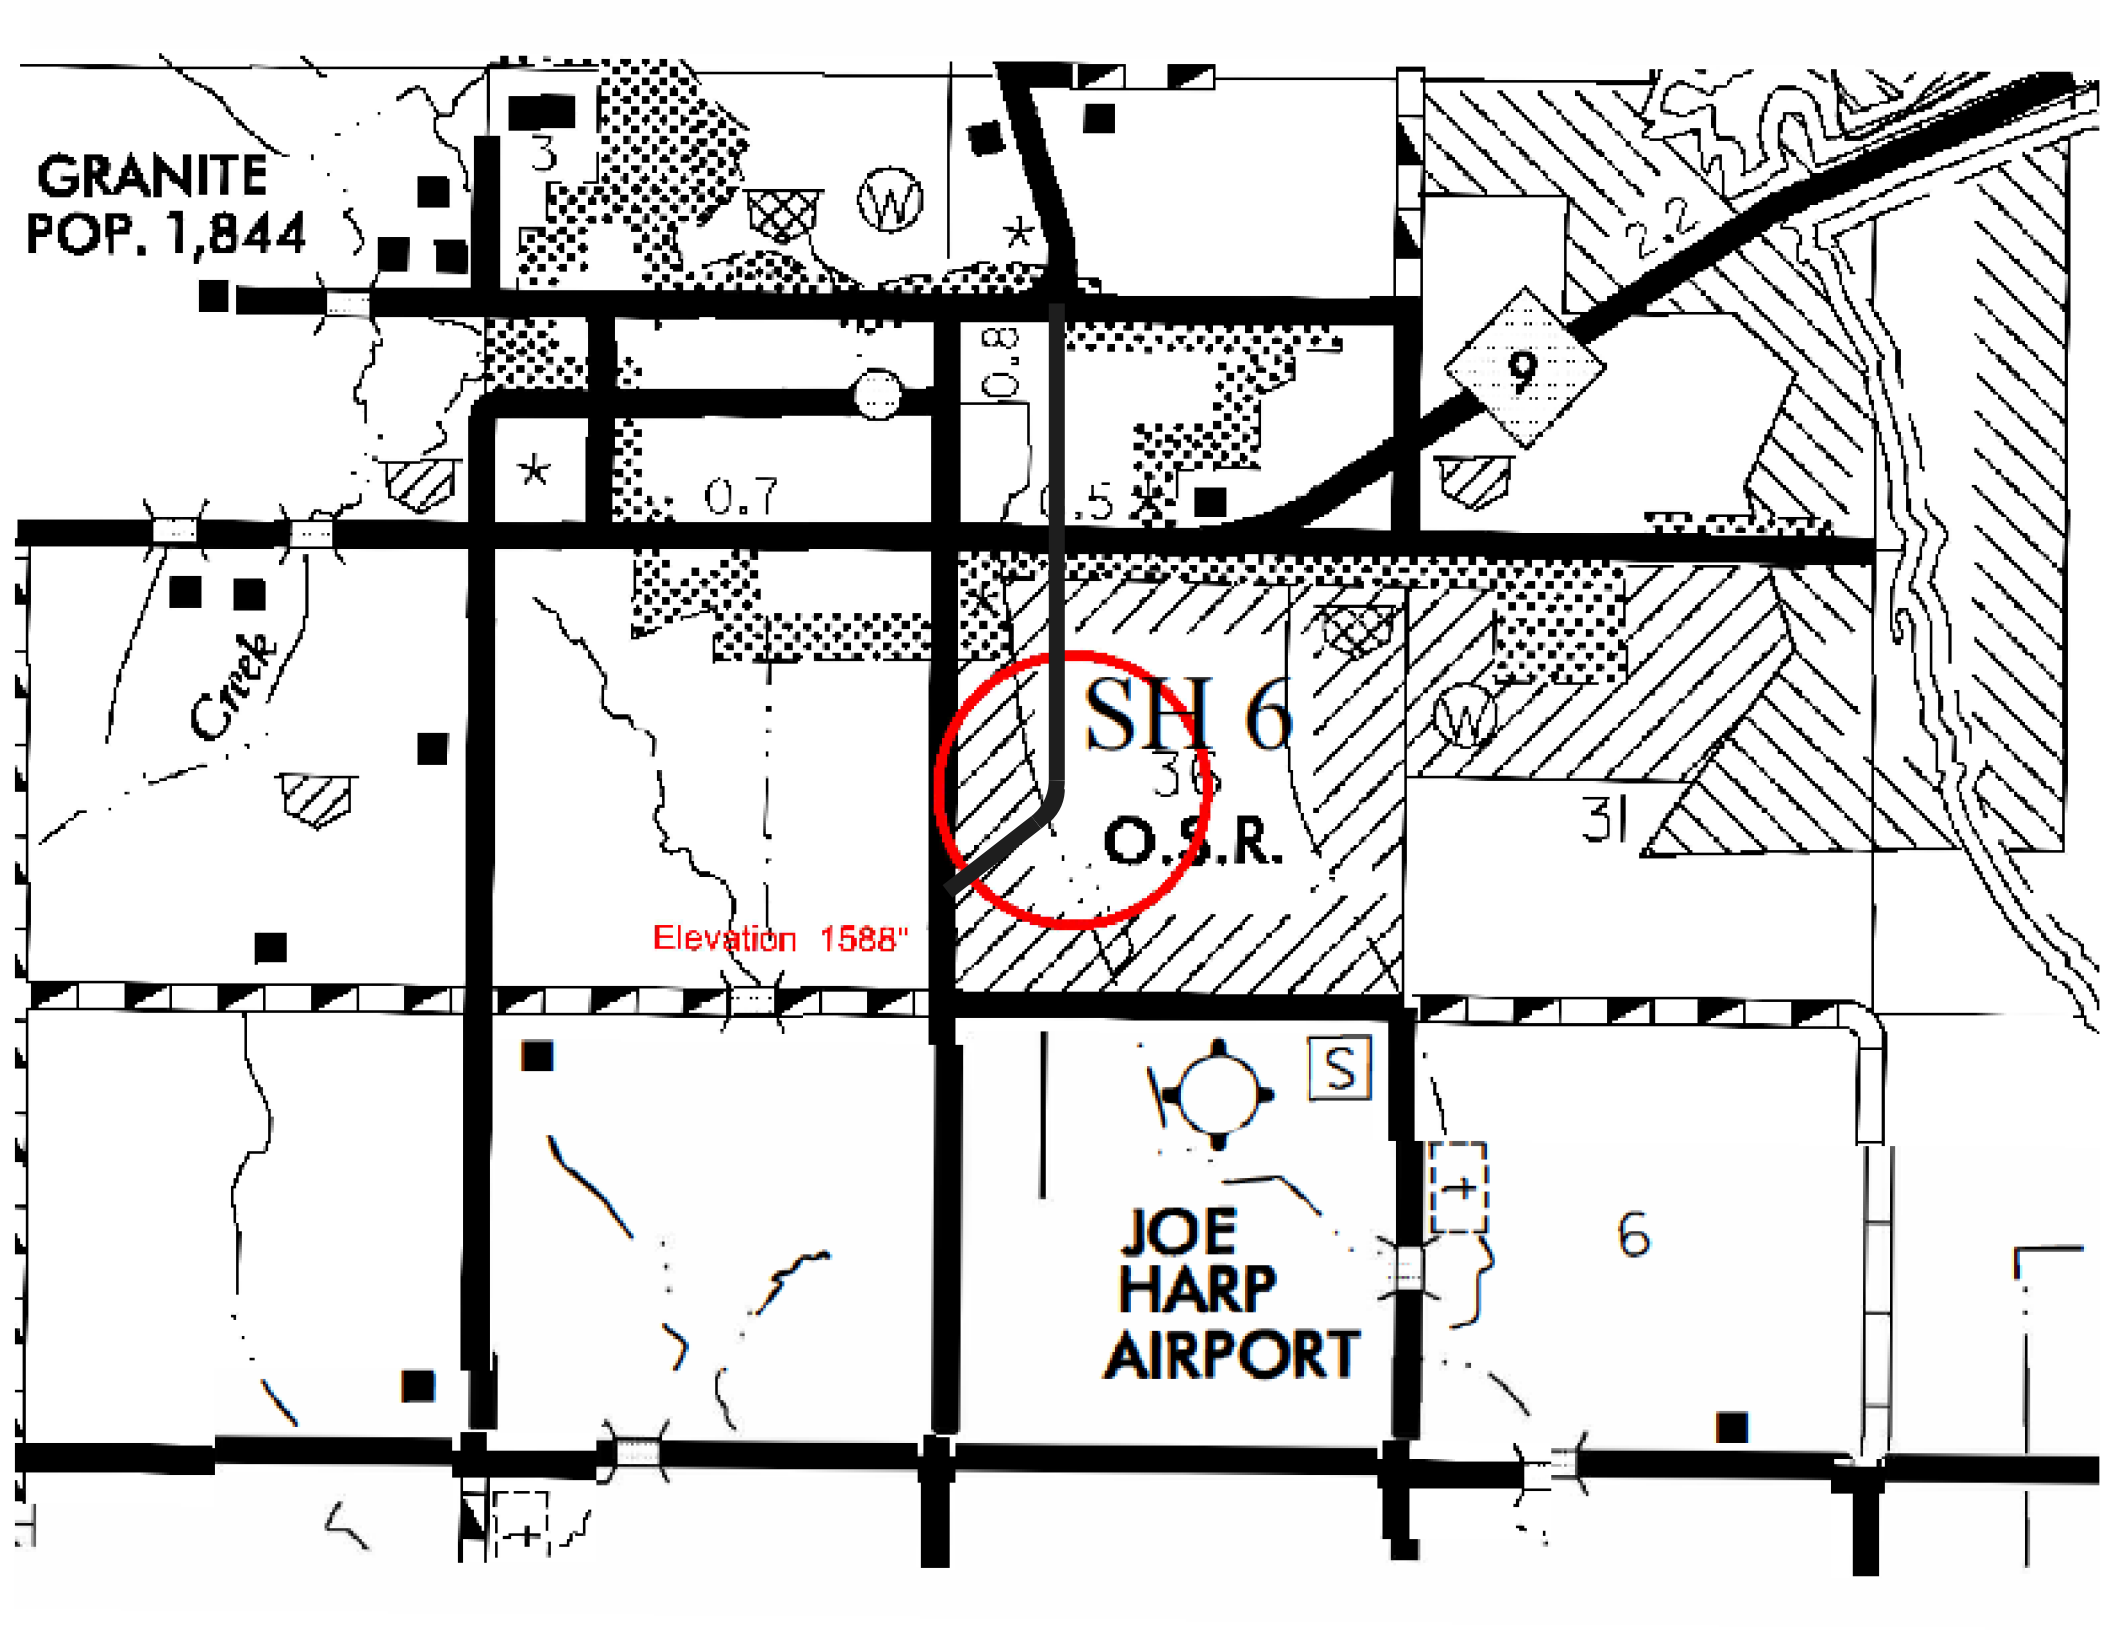 GRANITE
POP. 1,844
3
W
2.2
9
0.8
0.7
.5
Creek
SH 6
36
O.S.R.
W
31
Elevation 1588"
S
JOE
HARP
AIRPORT
6